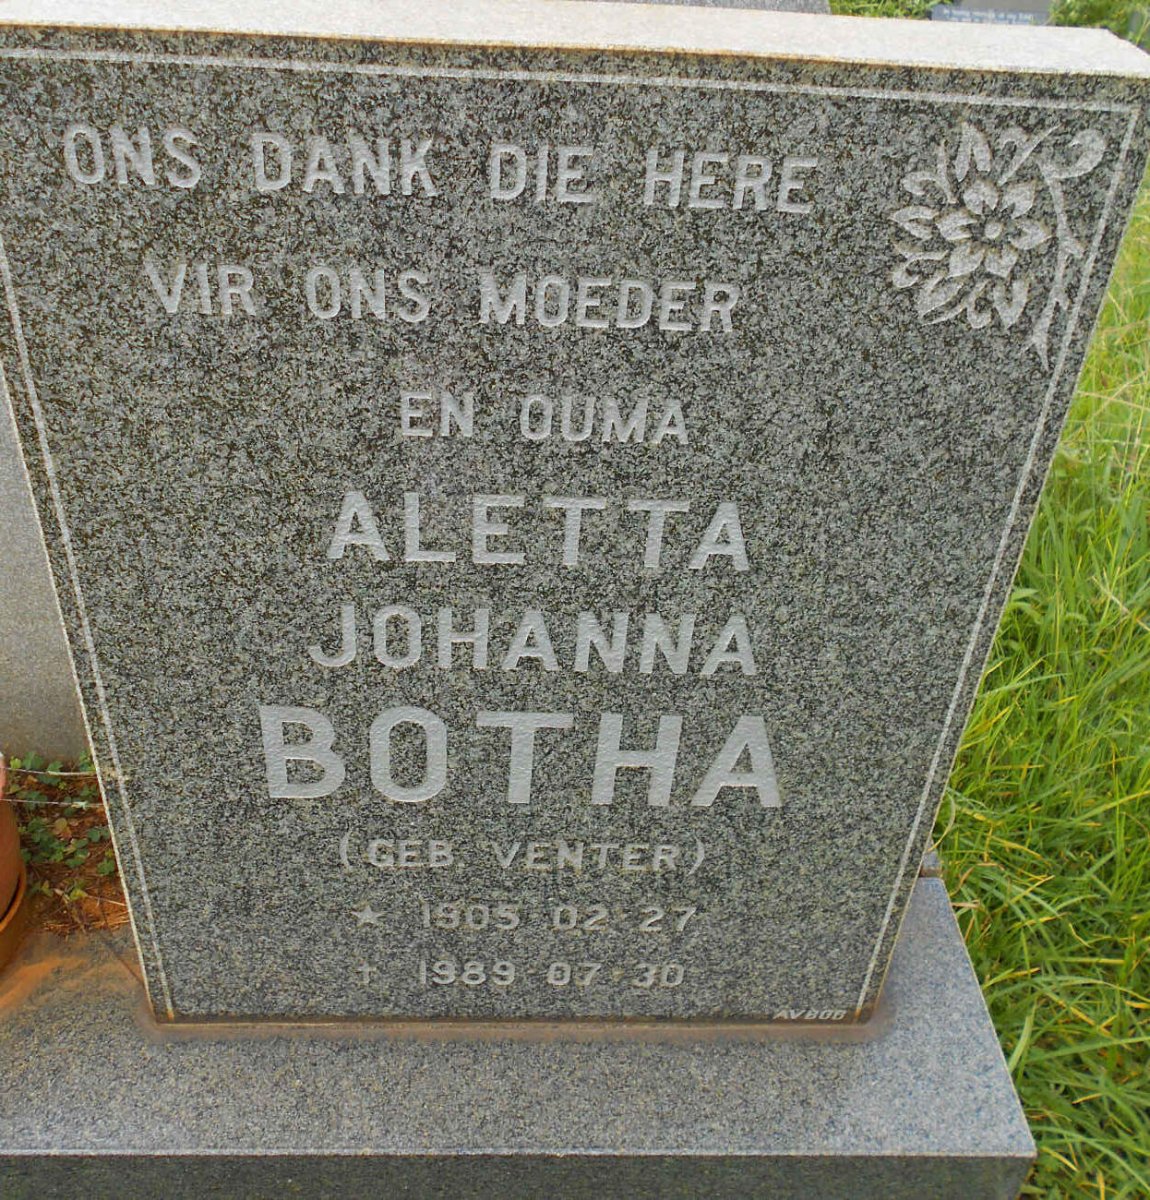 ONS DANK DIE HERE
VIR ONS MOEDER
EN OUMA
ALETTA
JOHANNA
BOTHA
(GEB VENTER)
★ 1905 02 27
† 1989 07 30
AVBOB